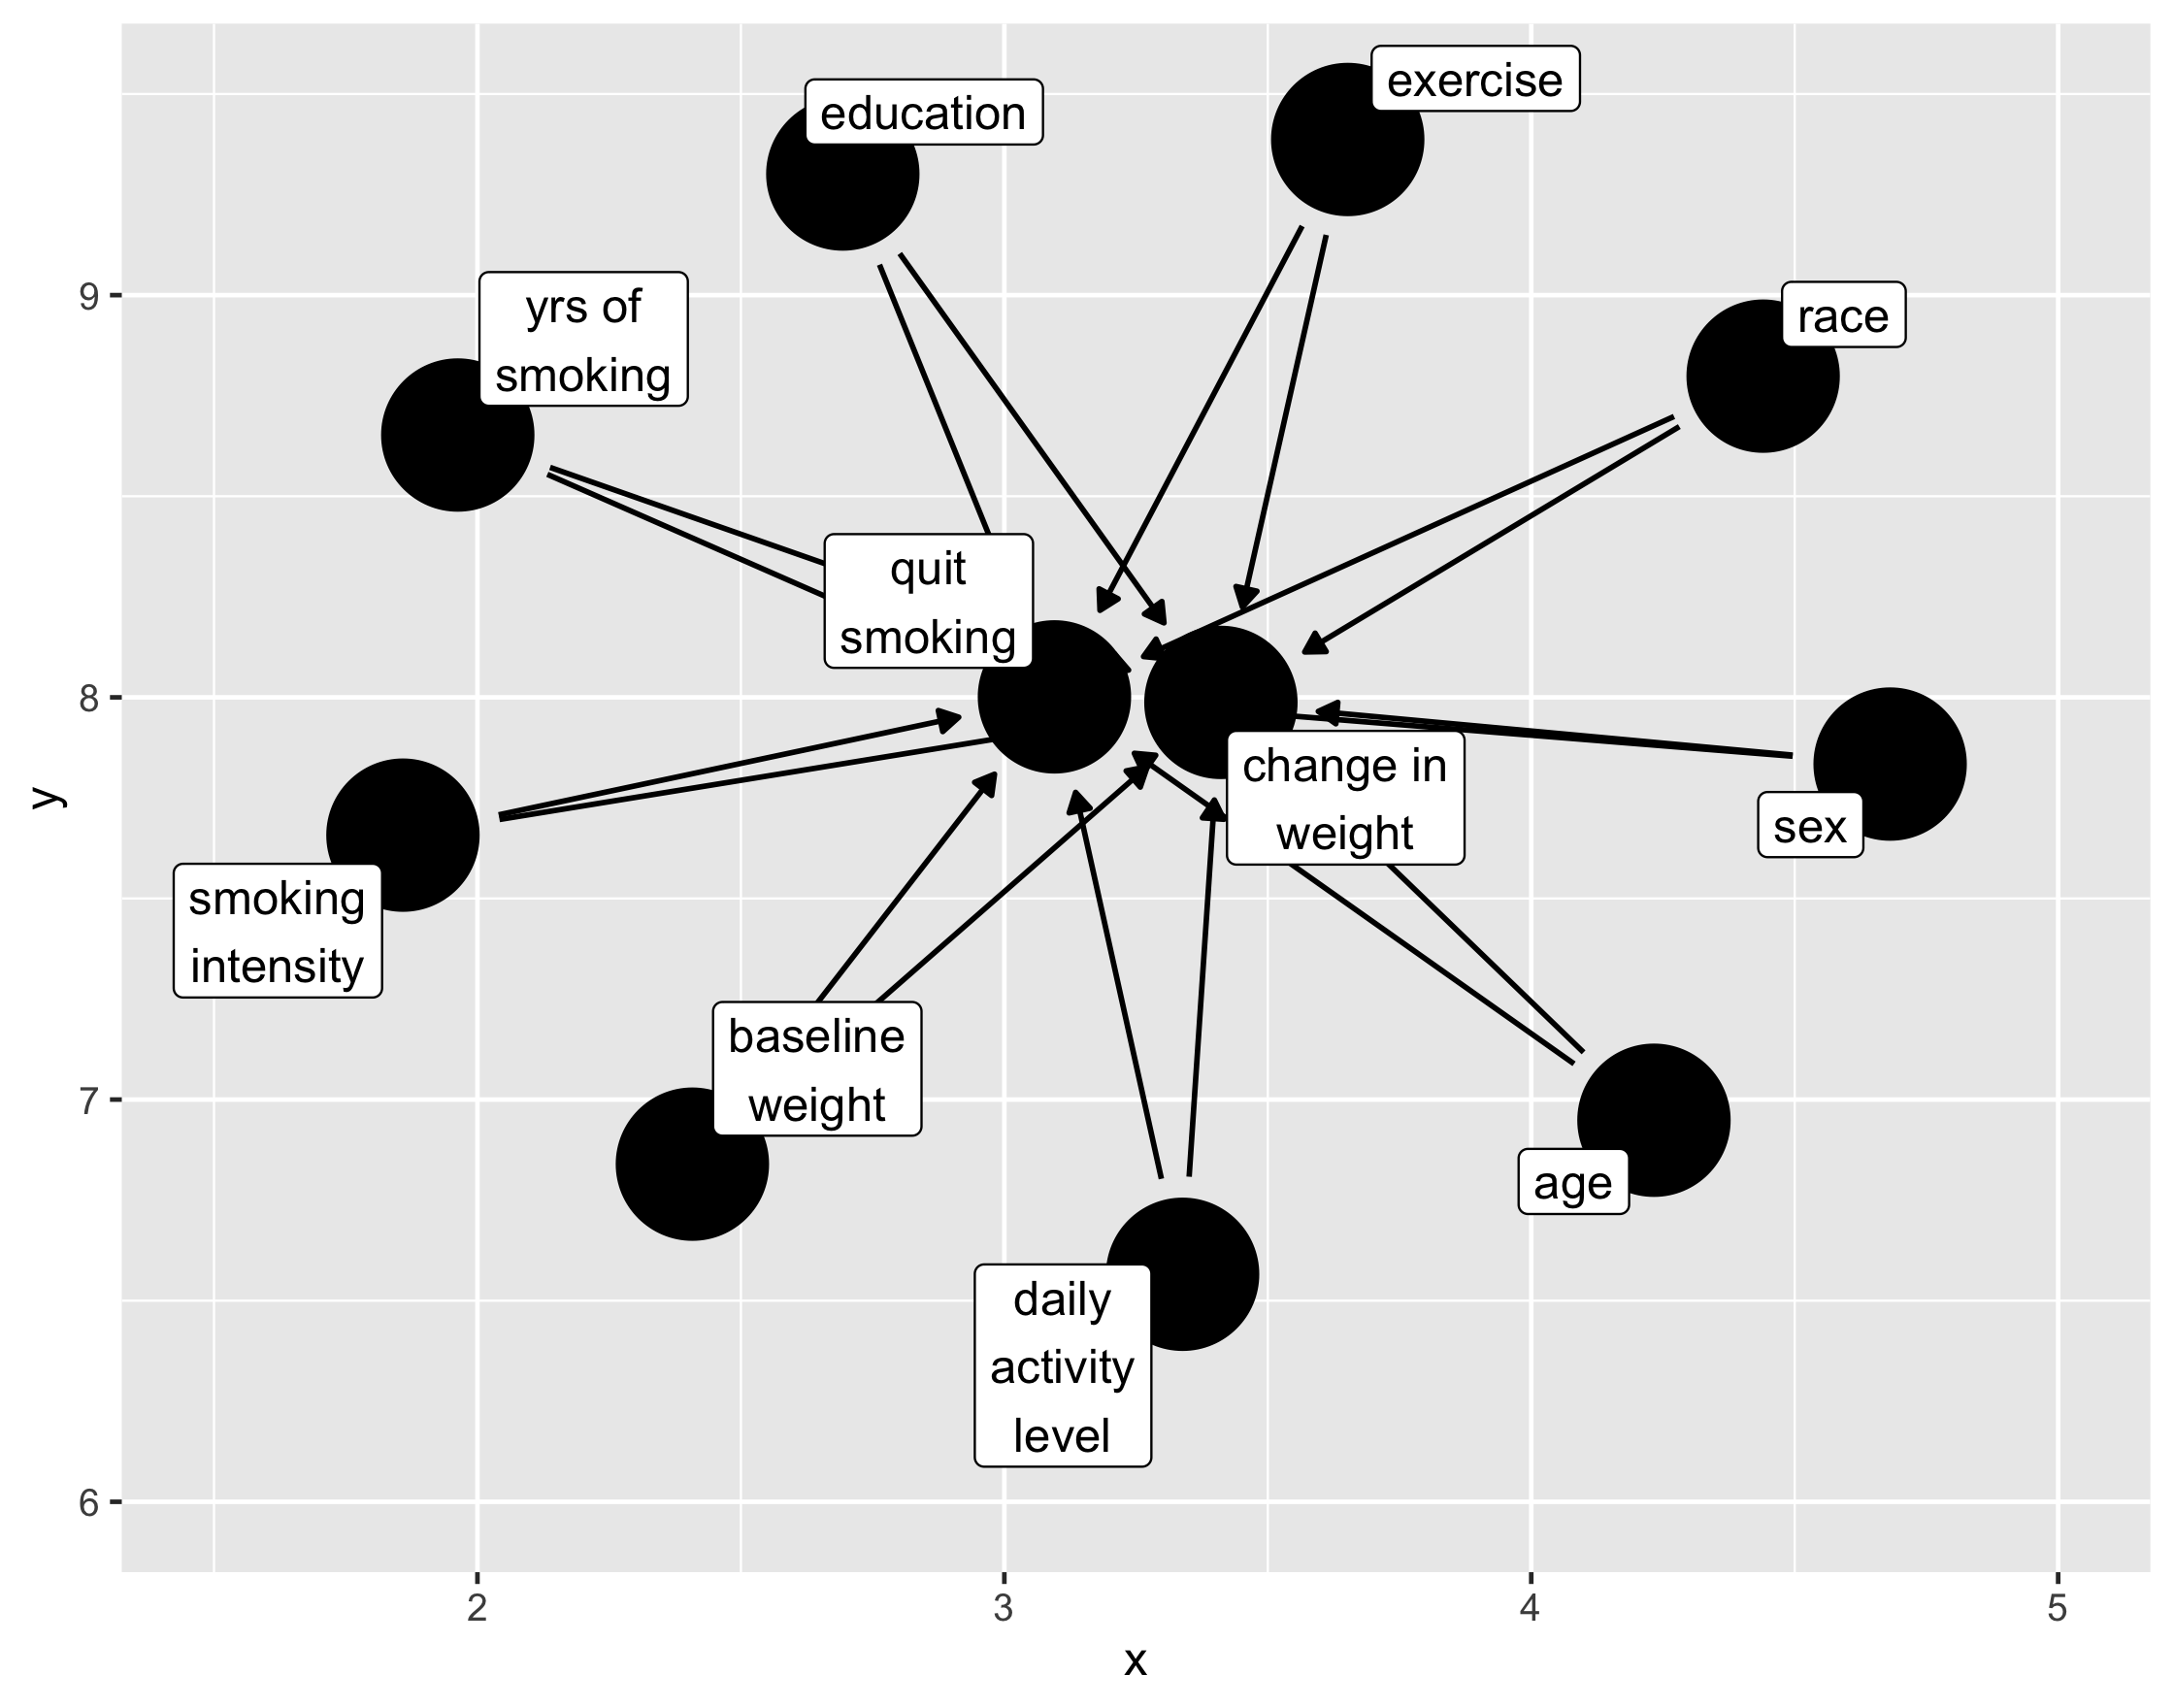 exercise
education
yrs of
smoking
race
9
quit
smoking
8
change in
weight
sex
y
smoking
intensity
baseline
weight
7
age
daily
activity
level
6
2
3
4
5
x